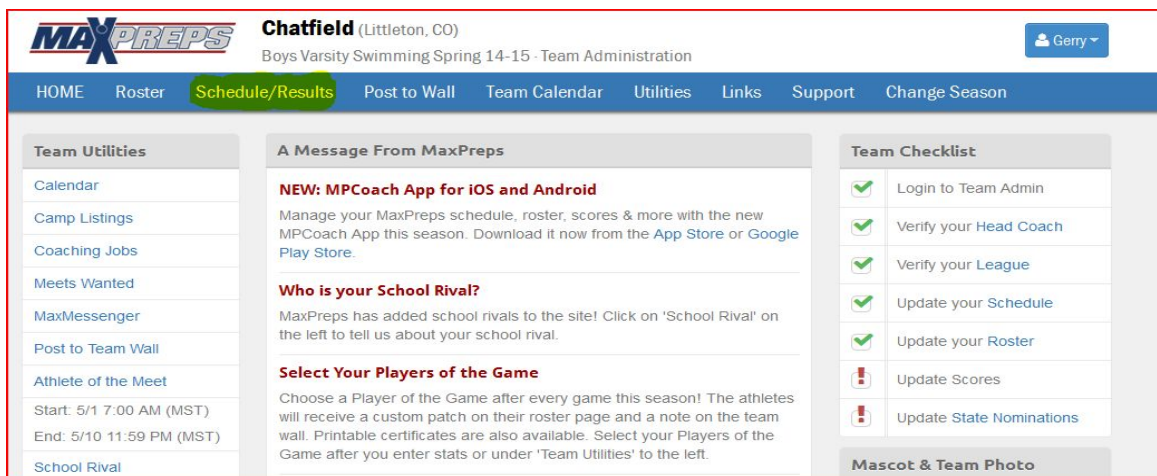 MAXPREPS
Chatfield (Littleton, CO)
Boys Varsity Swimming Spring 14-15 · Team Administration
Gerry
HOME Roster Schedule/Results Post to Wall Team Calendar Utilities Links Support Change Season
Team Utilities
Calendar
Camp Listings
Coaching Jobs
Meets Wanted
MaxMessenger
Post to Team Wall
Athlete of the Meet
Start: 5/1 7:00 AM (MST)
End: 5/10 11:59 PM (MST)
School Rival
A Message From MaxPreps
NEW: MPCoach App for iOS and Android
Manage your MaxPreps schedule, roster, scores & more with the new
MPCoach App this season. Download it now from the App Store or Google
Play Store.
Who is your School Rival?
MaxPreps has added school rivals to the site! Click on 'School Rival' on
the left to tell us about your school rival.
Select Your Players of the Game
Choose a Player of the Game after every game this season! The athletes
will receive a custom patch on their roster page and a note on the team
wall. Printable certificates are also available. Select your Players of the
Game after you enter stats or under 'Team Utilities' to the left.
Team Checklist
Login to Team Admin
Verify your Head Coach
Verify your League
Update your Schedule
Update your Roster
Update Scores
Update State Nominations
Mascot & Team Photo